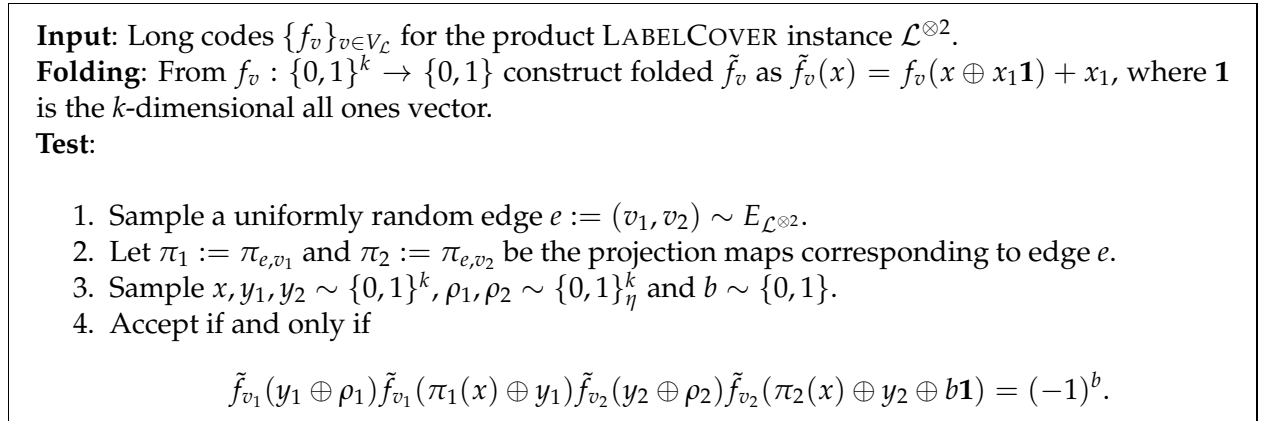 Input: Long codes {f_v}_{v∈V_ℒ} for the product LABELCOVER instance ℒ^{⊗2}.
Folding: From f_v : {0, 1}^k → {0, 1} construct folded f̃_v as f̃_v(x) = f_v(x ⊕ x_1 𝟏) + x_1, where 𝟏
is the k-dimensional all ones vector.
Test:
1. Sample a uniformly random edge e := (v_1, v_2) ∼ E_{ℒ^{⊗2}}.
2. Let π_1 := π_{e,v_1} and π_2 := π_{e,v_2} be the projection maps corresponding to edge e.
3. Sample x, y_1, y_2 ∼ {0, 1}^k, ρ_1, ρ_2 ∼ {0, 1}^k_η and b ∼ {0, 1}.
4. Accept if and only if
f̃_{v_1}(y_1 ⊕ ρ_1) f̃_{v_1}(π_1(x) ⊕ y_1) f̃_{v_2}(y_2 ⊕ ρ_2) f̃_{v_2}(π_2(x) ⊕ y_2 ⊕ b𝟏) = (−1)^b.